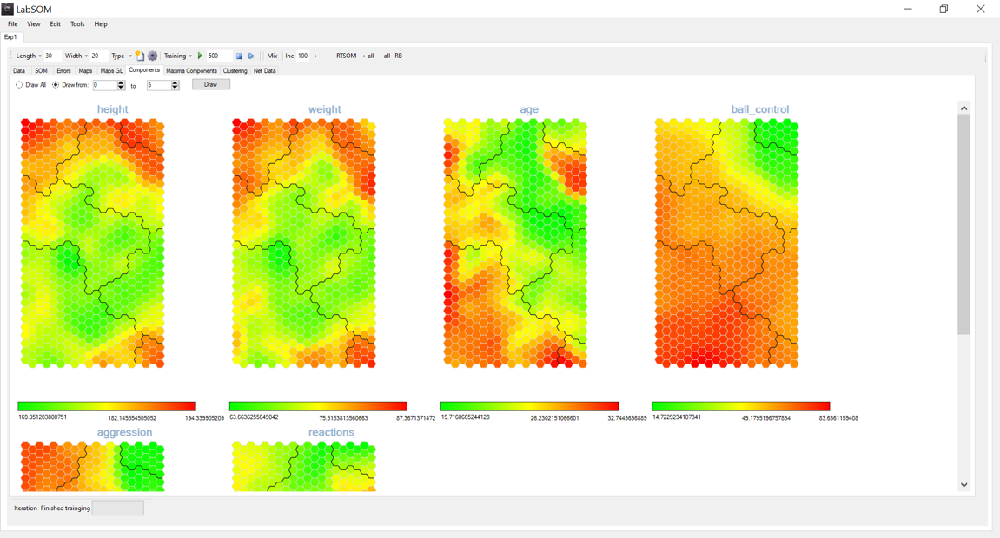 LabSOM
File View Edit Tools Help
Exp1
Length 30 Width 20 Type Training 500 Mix Inc 100 + - RTSOM + all - all RB
Data SOM Errors Maps Maps GL Components Maxima Components Clustering Net Data
Draw All Draw from: 0 to 5 Draw
height weight age ball_control
169.951203800751 182.145554505052 194.339905209 63.6636255649042 75.5153813560663 87.3671371472 19.7160665244128 26.2302151066601 32.7443636889 14.7229234107341 49.1795196757834 83.6361159408
aggression reactions
Iteration Finished trainging